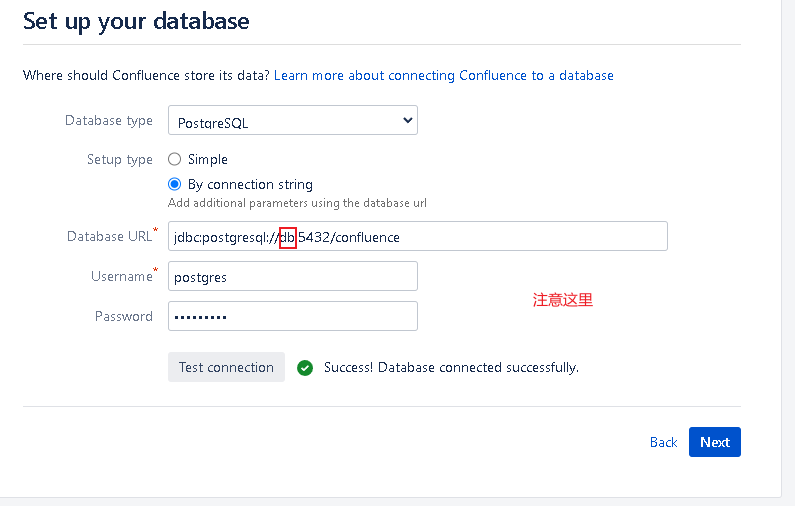 Set up your database
Where should Confluence store its data? Learn more about connecting Confluence to a database
Database type PostgreSQL
Setup type Simple
By connection string
Add additional parameters using the database url
Database URL* jdbc:postgresql://db:5432/confluence
Username* postgres
注意这里
Password •••••••••
Test connection Success! Database connected successfully.
Back Next